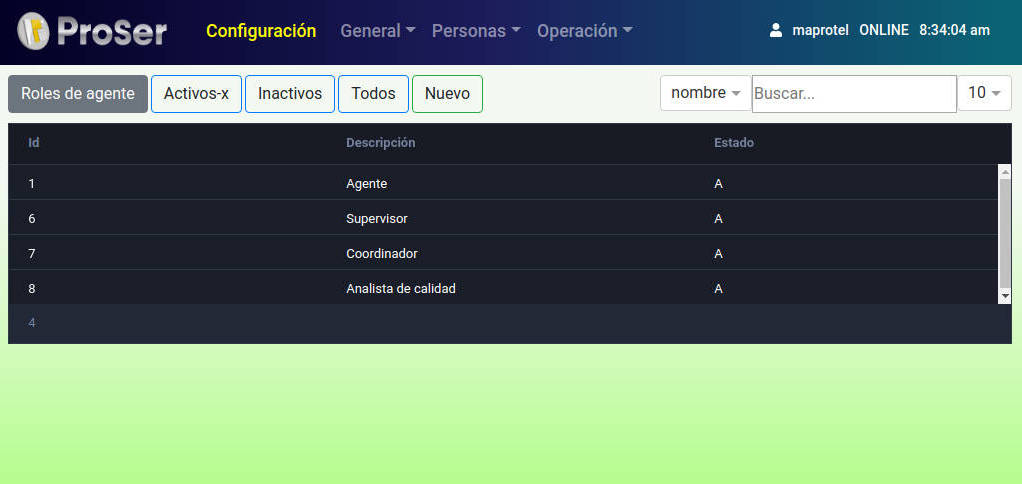 ProSer Configuración General Personas Operación maprotel ONLINE 8:34:04 am
Roles de agente Activos-x Inactivos Todos Nuevo nombre Buscar... 10
Id Descripción Estado
1 Agente A
6 Supervisor A
7 Coordinador A
8 Analista de calidad A
4